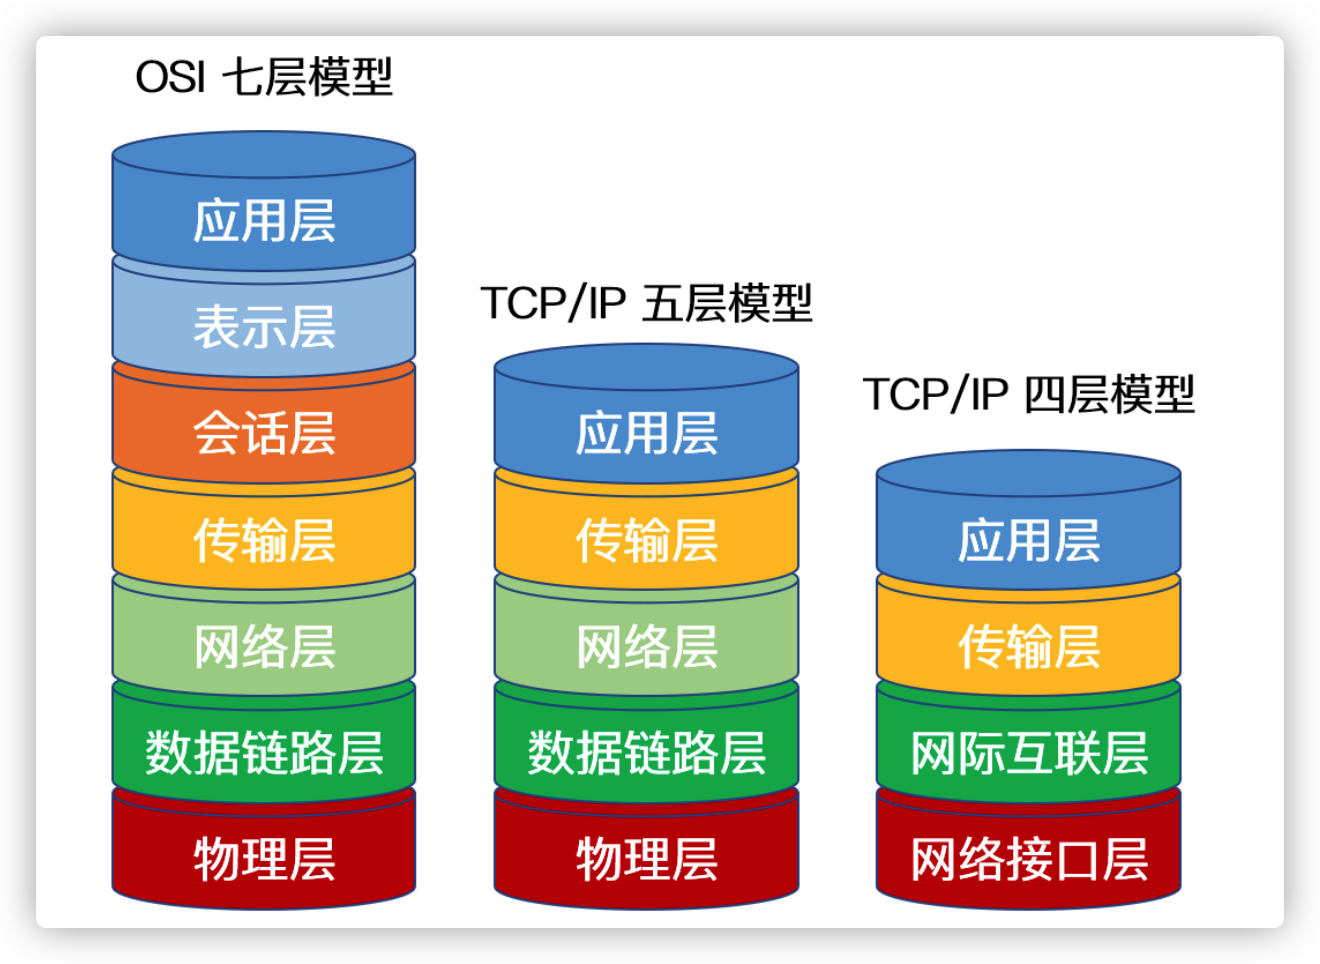 OSI 七层模型
应用层
表示层
会话层
传输层
网络层
数据链路层
物理层
TCP/IP 五层模型
应用层
传输层
网络层
数据链路层
物理层
TCP/IP 四层模型
应用层
传输层
网际互联层
网络接口层